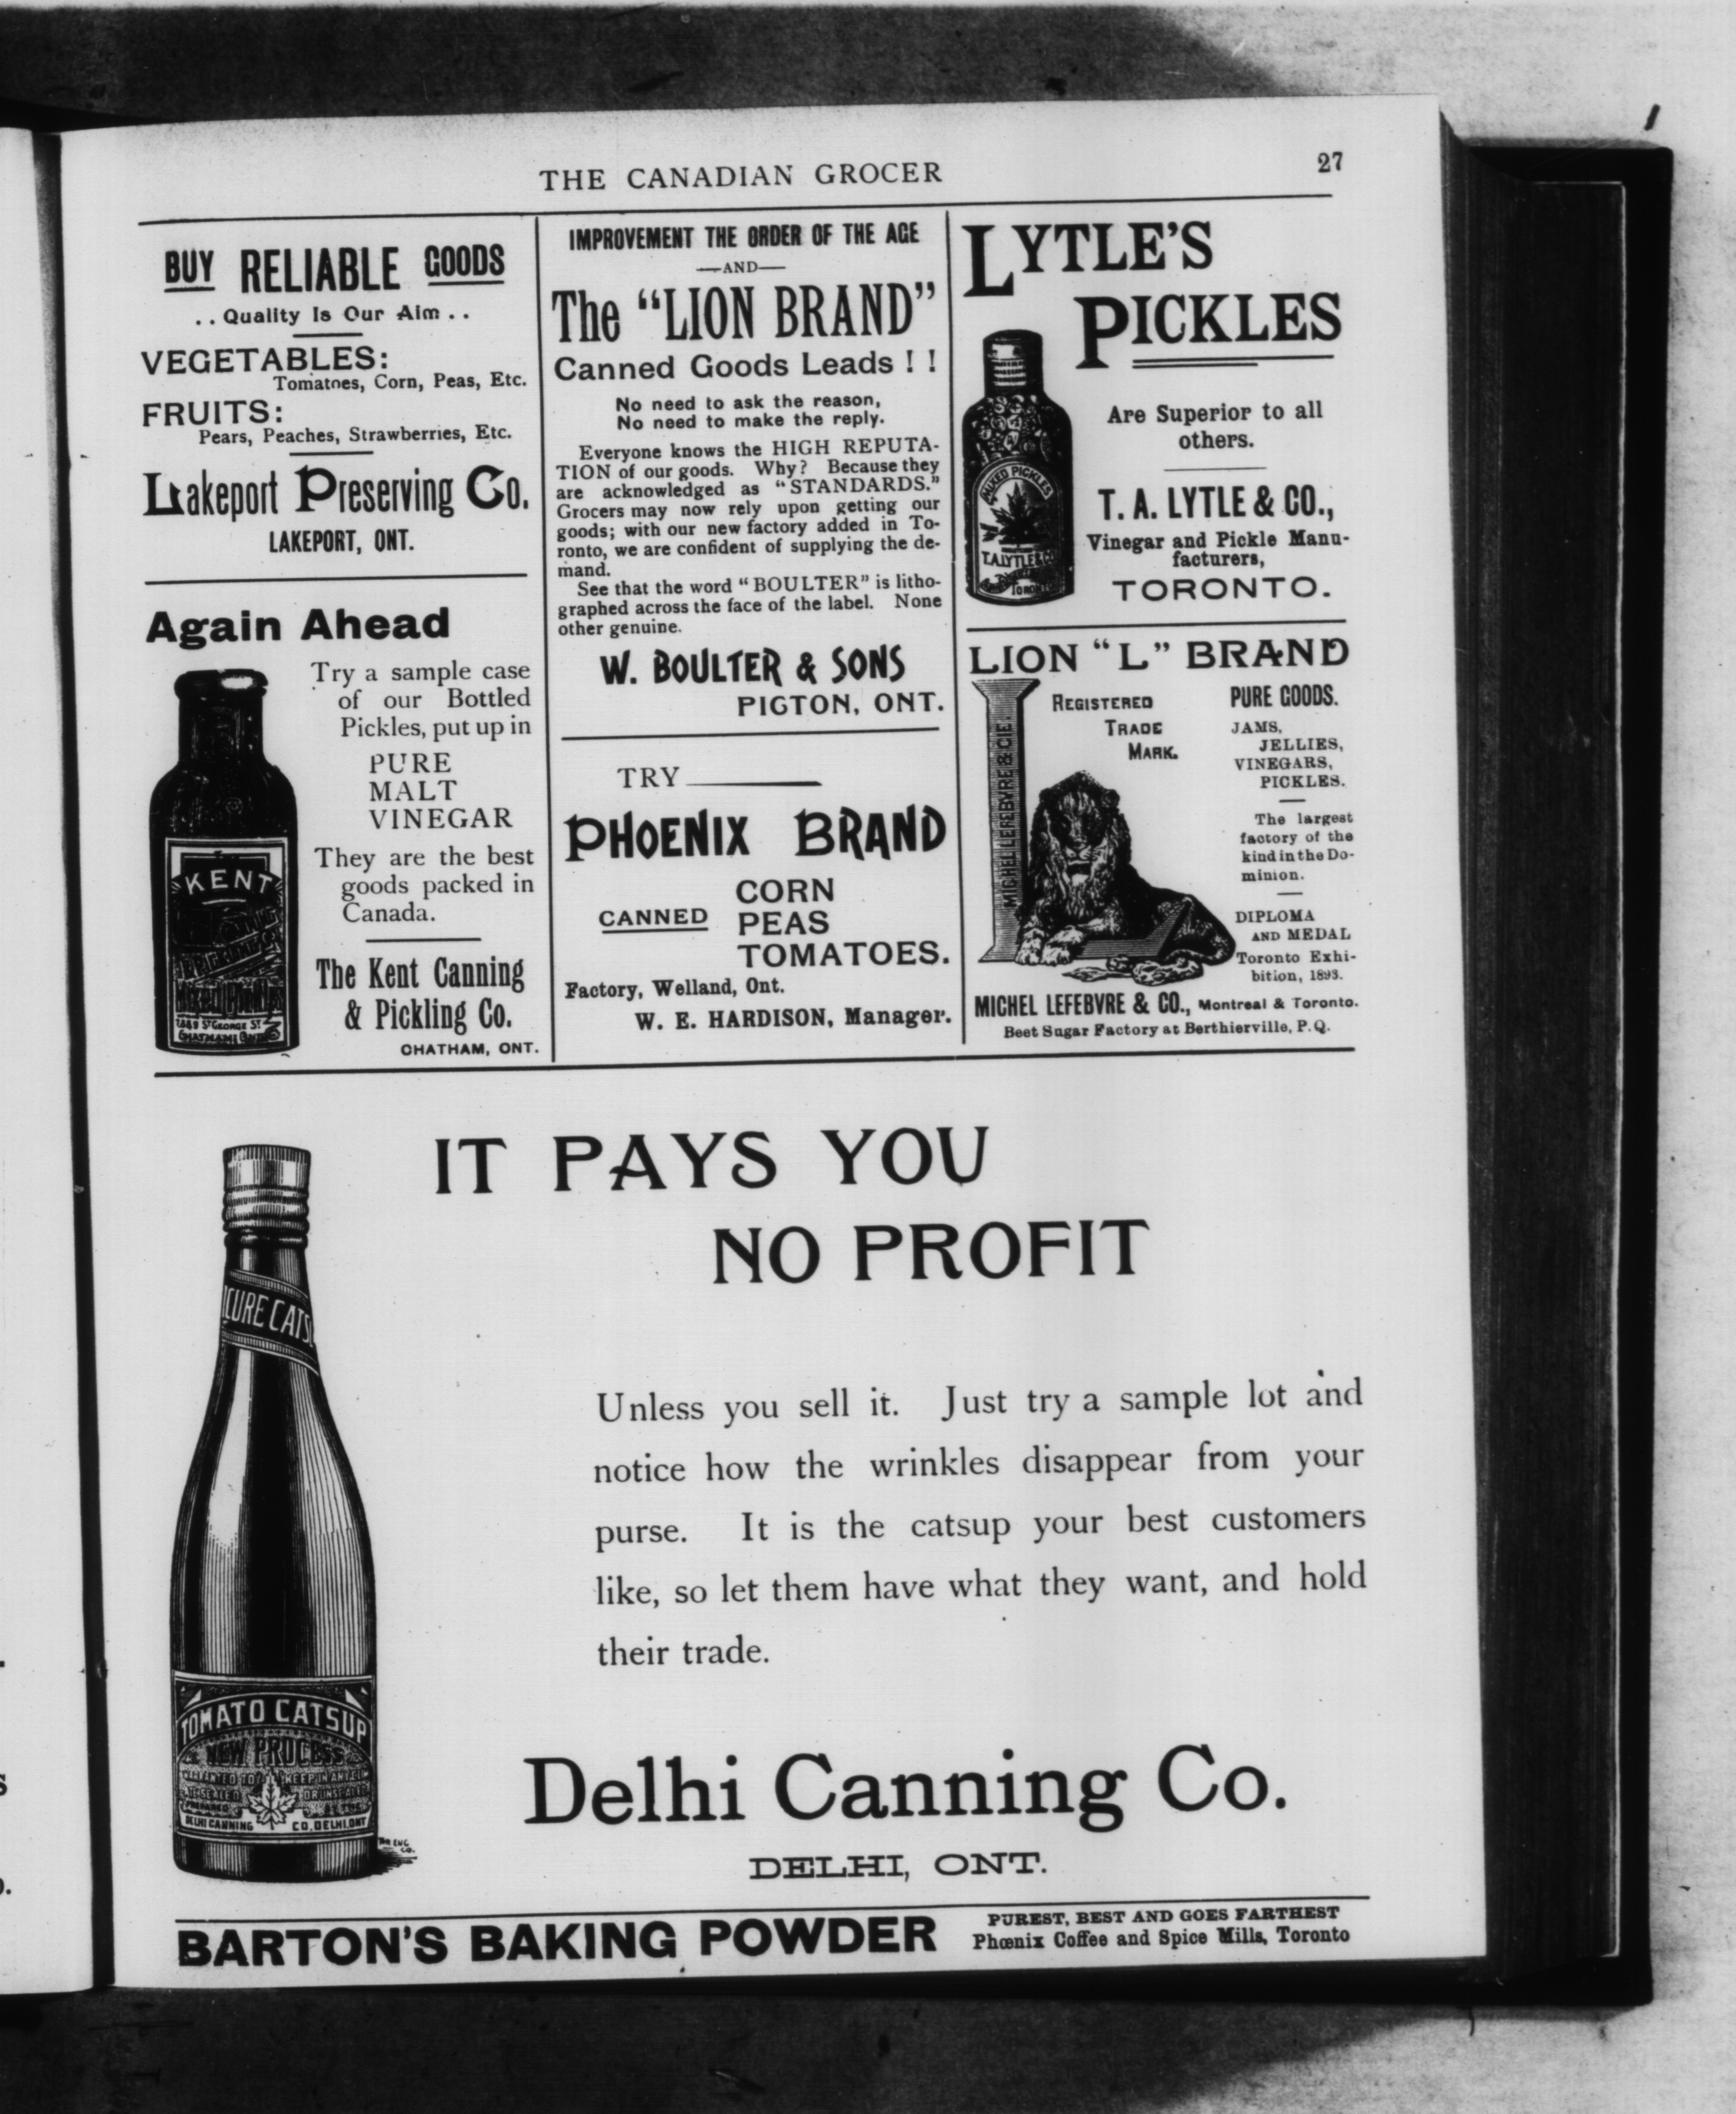 THE CANADIAN GROCER
27
BUY RELIABLE GOODS
. . Quality Is Our Aim . .
VEGETABLES:
Tomatoes, Corn, Peas, Etc.
FRUITS:
Pears, Peaches, Strawberries, Etc.
Lakeport Preserving Co.
LAKEPORT, ONT.
Again Ahead
Try a sample case
of our Bottled
Pickles, put up in
PURE
MALT
VINEGAR
They are the best
goods packed in
Canada.
The Kent Canning
& Pickling Co.
CHATHAM, ONT.
KENT
IMPROVEMENT THE ORDER OF THE AGE
—AND—
The "LION BRAND"
Canned Goods Leads ! !
No need to ask the reason,
No need to make the reply.
Everyone knows the HIGH REPUTA-
TION of our goods. Why? Because they
are acknowledged as "STANDARDS."
Grocers may now rely upon getting our
goods; with our new factory added in To-
ronto, we are confident of supplying the de-
mand.
See that the word "BOULTER" is litho-
graphed across the face of the label. None
other genuine.
W. BOULTER & SONS
PICTON, ONT.
TRY
PHOENIX BRAND
CANNED
CORN
PEAS
TOMATOES.
Factory, Welland, Ont.
W. E. HARDISON, Manager.
LYTLE'S
PICKLES
Are Superior to all
others.
T. A. LYTLE & CO.,
Vinegar and Pickle Manu-
facturers,
TORONTO.
MIXED PICKLES
T.A.LYTLE & CO
TORONTO
LION "L" BRAND
REGISTERED
TRADE
MARK.
MICHEL LEFEBVRE & CIE.
PURE GOODS.
JAMS,
JELLIES,
VINEGARS,
PICKLES.
The largest
factory of the
kind in the Do-
minion.
DIPLOMA
AND MEDAL
Toronto Exhi-
bition, 1893.
MICHEL LEFEBVRE & CO., Montreal & Toronto.
Beet Sugar Factory at Berthierville, P.Q.
IT PAYS YOU
NO PROFIT
Unless you sell it. Just try a sample lot and
notice how the wrinkles disappear from your
purse. It is the catsup your best customers
like, so let them have what they want, and hold
their trade.
CURE CATS
TOMATO CATSUP
NEW PROCESS
DELHI CANNING CO. DELHI. ONT
Delhi Canning Co.
DELHI, ONT.
BARTON'S BAKING POWDER
PUREST, BEST AND GOES FARTHEST
Phœnix Coffee and Spice Mills, Toronto